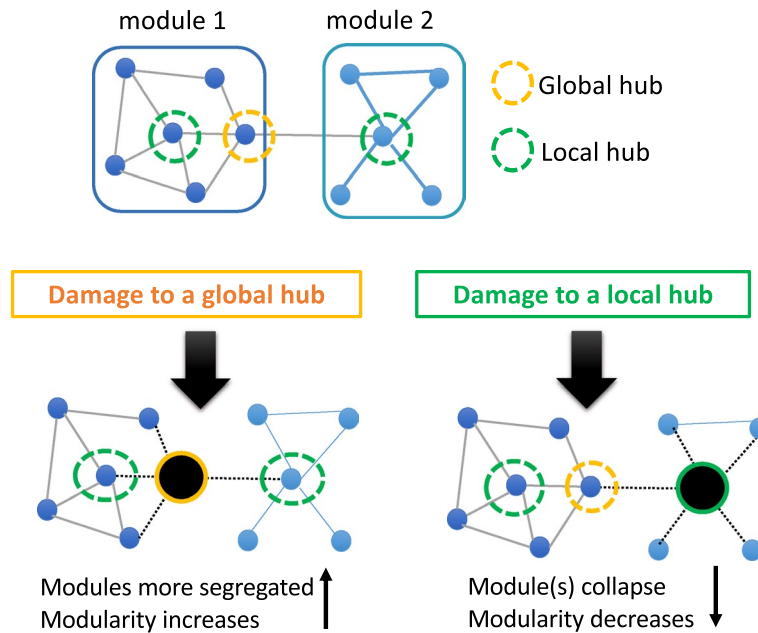 module 1
module 2
Global hub
Local hub
Damage to a global hub
Damage to a local hub
Modules more segregated
Modularity increases
Module(s) collapse
Modularity decreases